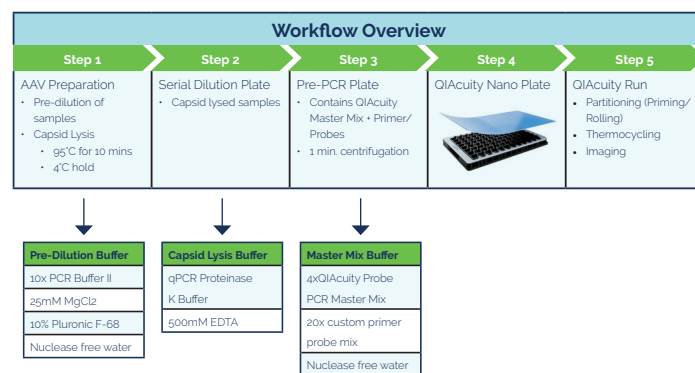 Workflow Overview
Step 1
Step 2
Step 3
Step 4
Step 5
AAV Preparation
• Pre-dilution of
samples
• Capsid Lysis
• 95°C for 10 mins
• 4°C hold
Serial Dilution Plate
• Capsid lysed samples
Pre-PCR Plate
• Contains QIAcuity
Master Mix + Primer/
Probes
• 1 min. centrifugation
QIAcuity Nano Plate
QIAcuity Run
• Partitioning (Priming/
Rolling)
• Thermocycling
• Imaging
Pre-Dilution Buffer
10x PCR Buffer II
25mM MgCl2
10% Pluronic F-68
Nuclease free water
Capsid Lysis Buffer
qPCR Proteinase
K Buffer
500mM EDTA
Master Mix Buffer
4xQIAcuity Probe
PCR Master Mix
20x custom primer
probe mix
Nuclease free water